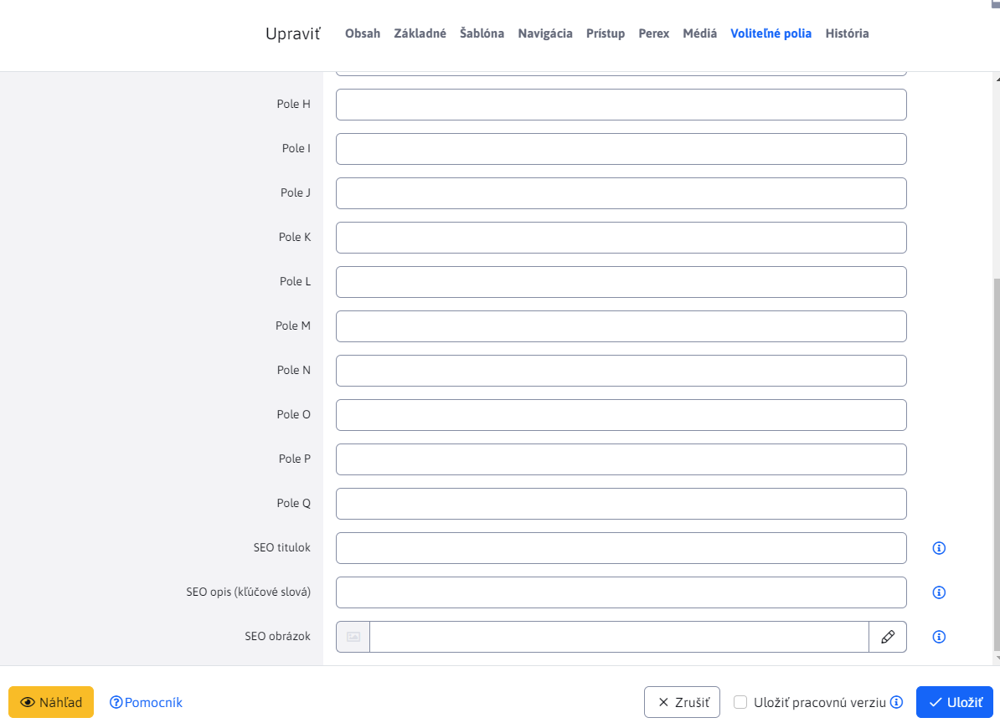 Upraviť Obsah Základné Šablóna Navigácia Prístup Perex Médiá Voliteľné polia História
Pole H
Pole I
Pole J
Pole K
Pole L
Pole M
Pole N
Pole O
Pole P
Pole Q
SEO titulok
SEO opis (kľúčové slová)
SEO obrázok
Náhľad Pomocník Zrušiť Uložiť pracovnú verziu Uložiť